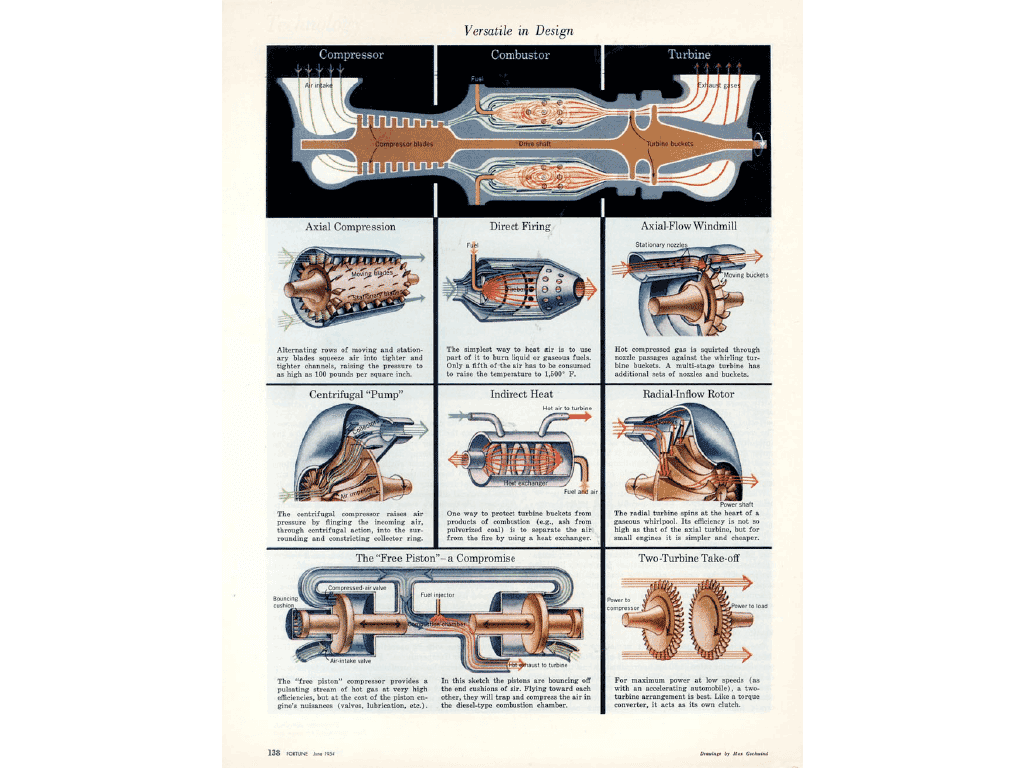 Technology
Versatile in Design
Compressor
Combustor
Turbine
Air intake
Fuel
Exhaust gases
Compressor blades
Drive shaft
Turbine buckets
Axial Compression
Direct Firing
Axial-Flow Windmill
Moving blades
Stationary blades
Fuel
Stationary nozzles
Moving buckets
Alternating rows of moving and station-
ary blades squeeze air into tighter and
tighter channels, raising the pressure to
as high as 100 pounds per square inch.
The simplest way to heat air is to use
part of it to burn liquid or gaseous fuels.
Only a fifth of the air has to be consumed
to raise the temperature to 1,500° F.
Hot compressed gas is squirted through
nozzle passages against the whirling tur-
bine buckets. A multi-stage turbine has
additional sets of nozzles and buckets.
Centrifugal "Pump"
Indirect Heat
Radial-Inflow Rotor
Collector
Air impellers
Hot air to turbine
Heat exchanger
Fuel and air
Power shaft
The centrifugal compressor raises air
pressure by flinging the incoming air,
through centrifugal action, into the sur-
rounding and constricting collector ring.
One way to protect turbine buckets from
products of combustion (e.g., ash from
pulverized coal) is to separate the air
from the fire by using a heat exchanger.
The radial turbine spins at the heart of a
gaseous whirlpool. Its efficiency is not so
high as that of the axial turbine, but for
small engines it is simpler and cheaper.
The "Free Piston"—a Compromise
Two-Turbine Take-off
Compressed-air valve
Bouncing
cushion
Fuel injector
Combustion chamber
Air-intake valve
Hot exhaust to turbine
Power to
compressor
Power to load
The "free piston" compressor provides a
pulsating stream of hot gas at very high
efficiencies, but at the cost of the piston en-
gine's nuisances (valves, lubrication, etc.).
In this sketch the pistons are bouncing off
the end cushions of air. Flying toward each
other, they will trap and compress the air in
the diesel-type combustion chamber.
For maximum power at low speeds (as
with an accelerating automobile), a two-
turbine arrangement is best. Like a torque
converter, it acts as its own clutch.
138 FORTUNE June 1954
Drawings by Max Gschwind